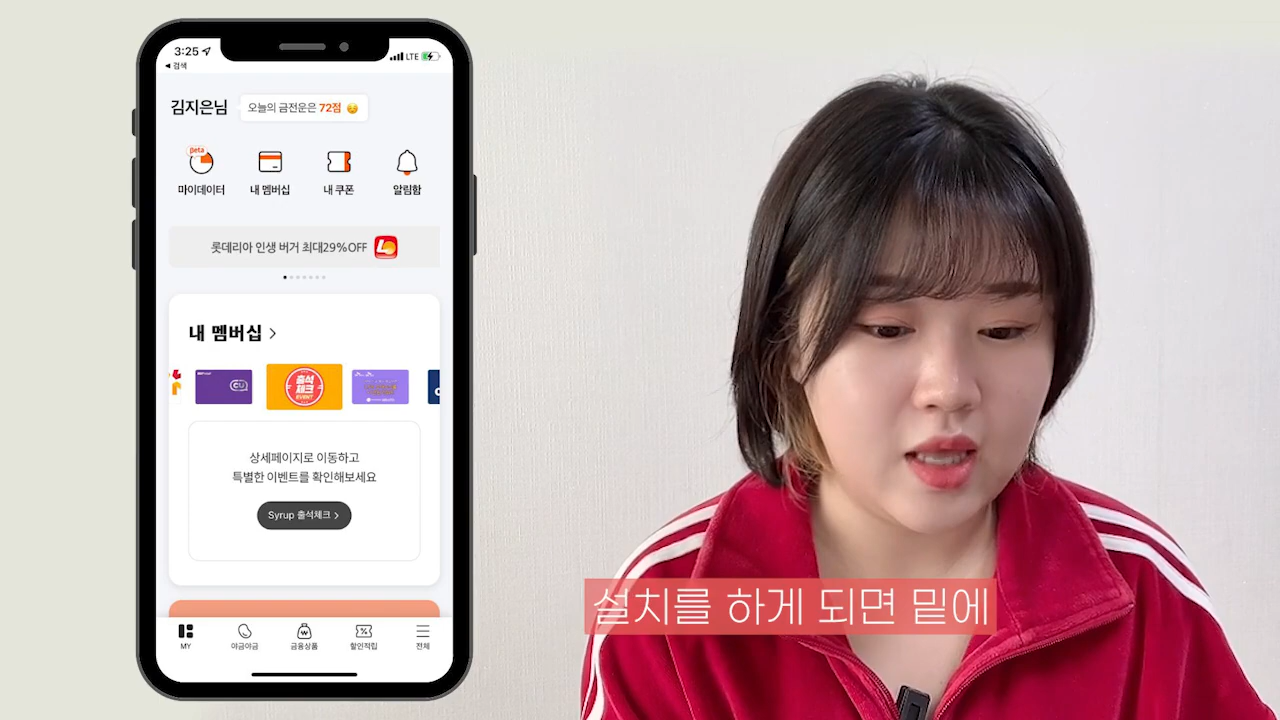 3:25
LTE
◀ 검색
김지은님
오늘의 금전운은 72점
Beta
마이데이터
내 멤버십
내 쿠폰
알림함
롯데리아 인생 버거 최대29%OFF
내 멤버십 >
CU
출석
체크
EVENT
상세페이지로 이동하고
특별한 이벤트를 확인해보세요
Syrup 출석체크 >
MY
야금야금
금융상품
할인적립
전체
설치를 하게 되면 밑에